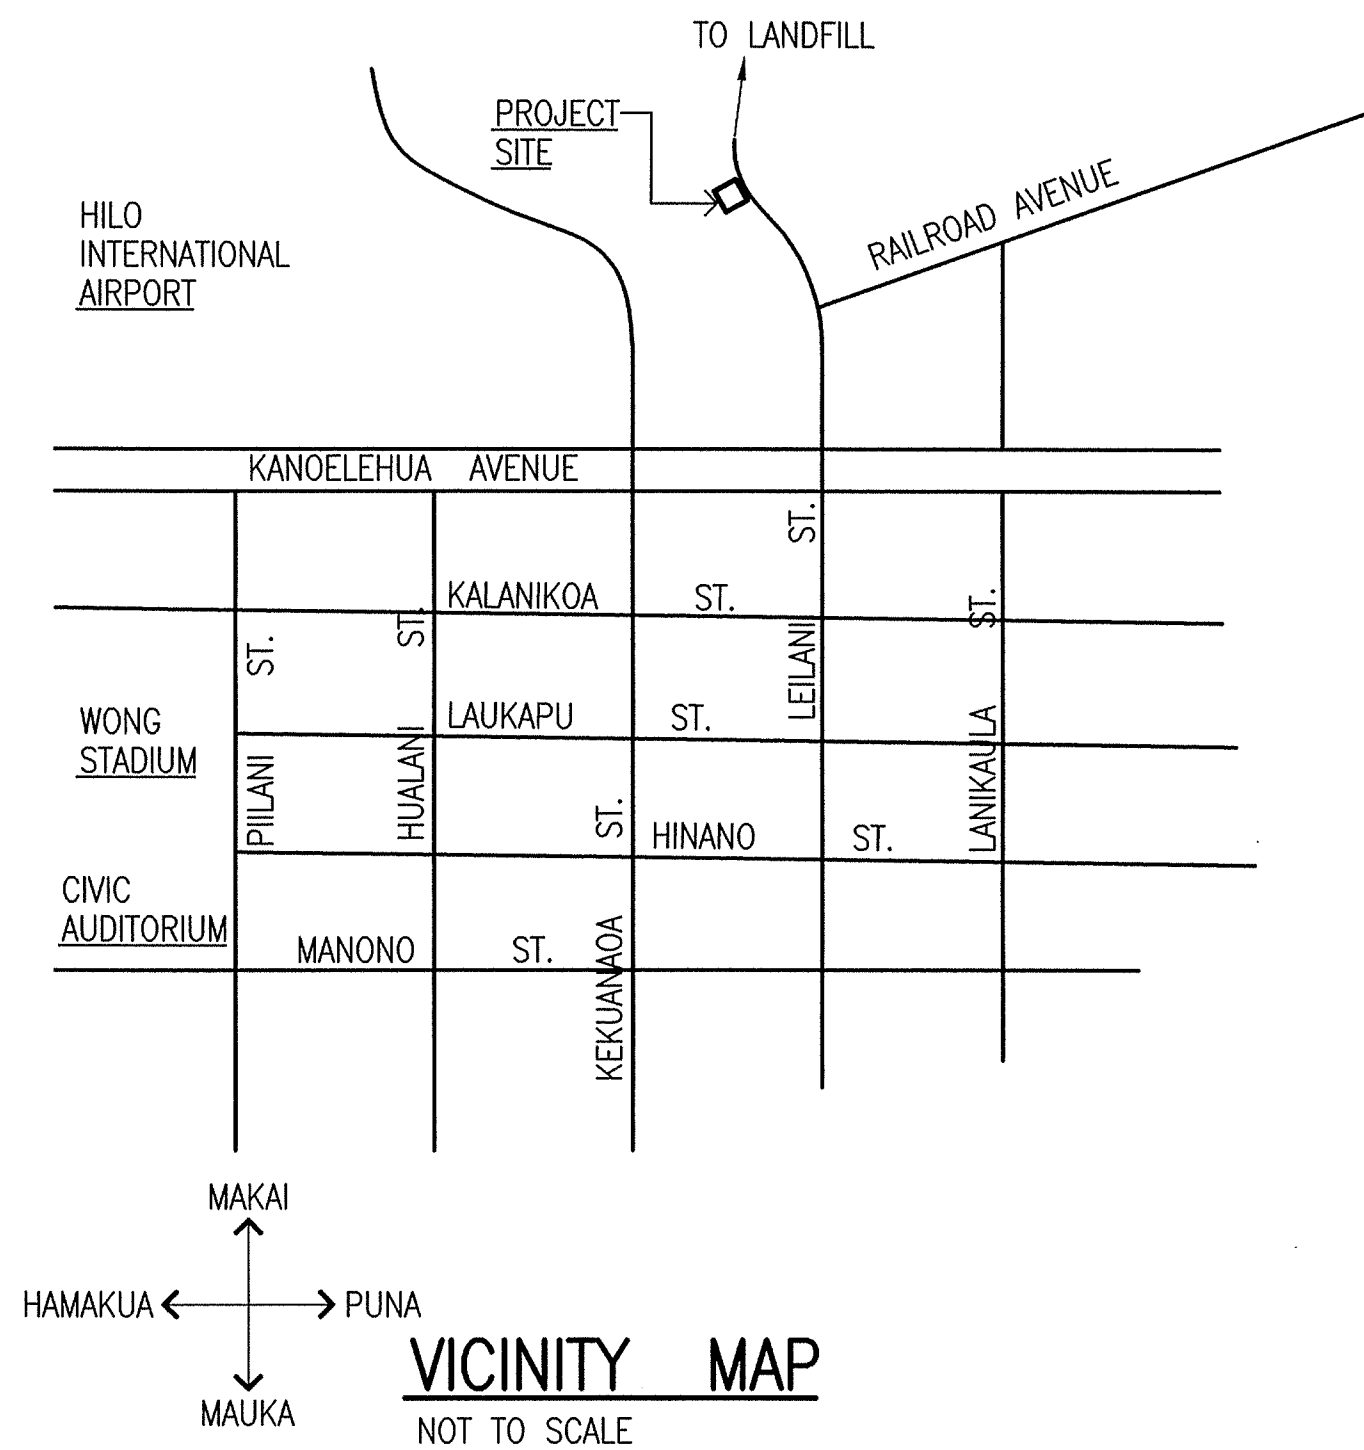 TO LANDFILL
PROJECT
SITE
RAILROAD AVENUE
HILO
INTERNATIONAL
AIRPORT
KANOELEHUA AVENUE
KALANIKOA ST.
LAUKAPU ST.
HINANO ST.
MANONO ST.
PIILANI ST.
HUALANI ST.
KEKUANAOA ST.
LEILANI ST.
LANIKAULA ST.
WONG
STADIUM
CIVIC
AUDITORIUM
MAKAI
HAMAKUA
PUNA
MAUKA
VICINITY MAP
NOT TO SCALE